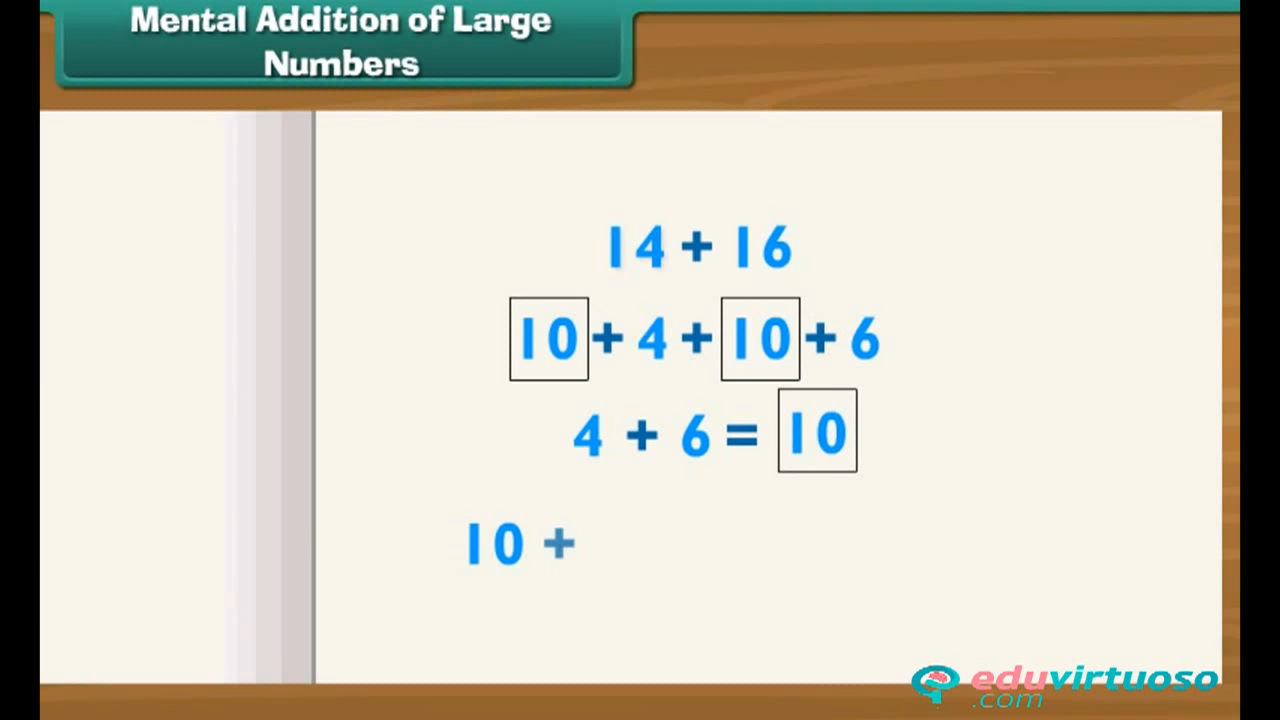 Mental Addition of Large
Numbers
14 + 16
10 + 4 + 10 + 6
4 + 6 = 10
10 +
eduvirtuoso
.com